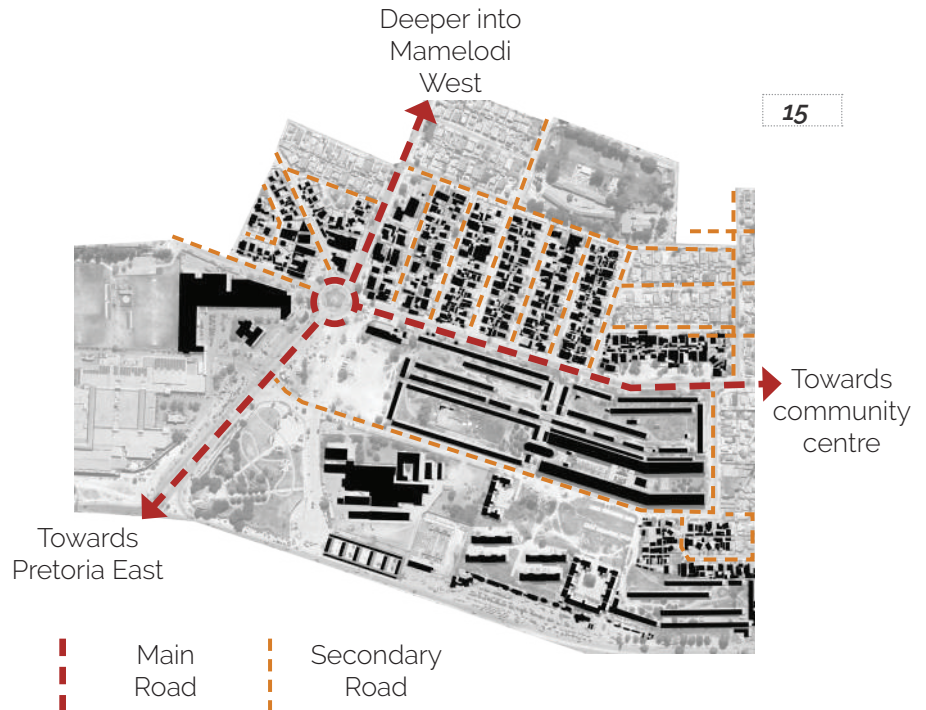 Deeper into
Mamelodi
West
15
Towards
community
centre
Towards
Pretoria East
Main
Road
Secondary
Road